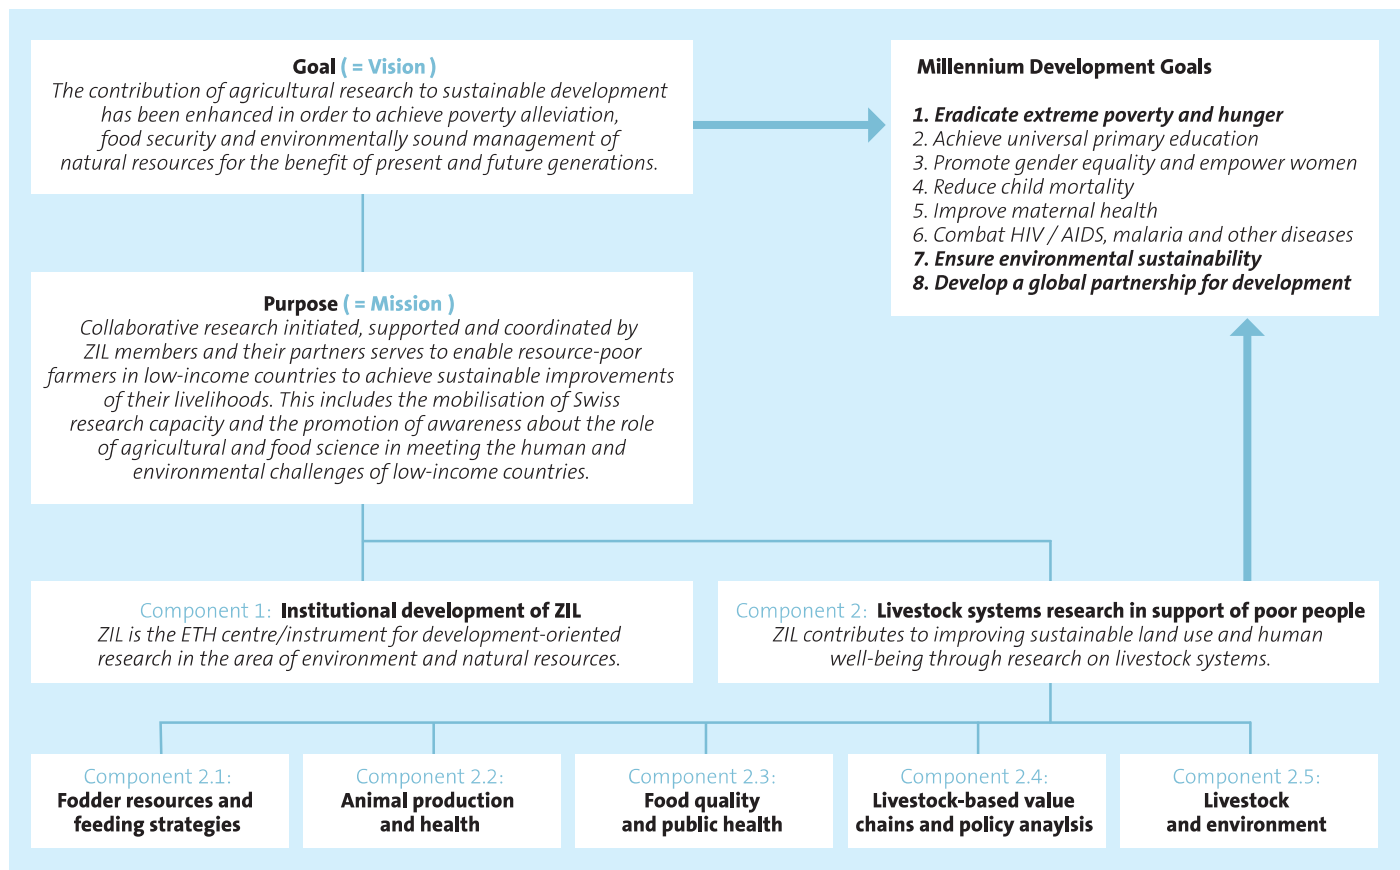 Goal ( = Vision )
The contribution of agricultural research to sustainable development
has been enhanced in order to achieve poverty alleviation,
food security and environmentally sound management of
natural resources for the benefit of present and future generations.
Millennium Development Goals
1. Eradicate extreme poverty and hunger
2. Achieve universal primary education
3. Promote gender equality and empower women
4. Reduce child mortality
5. Improve maternal health
6. Combat HIV / AIDS, malaria and other diseases
7. Ensure environmental sustainability
8. Develop a global partnership for development
Purpose ( = Mission )
Collaborative research initiated, supported and coordinated by
ZIL members and their partners serves to enable resource-poor
farmers in low-income countries to achieve sustainable improvements
of their livelihoods. This includes the mobilisation of Swiss
research capacity and the promotion of awareness about the role
of agricultural and food science in meeting the human and
environmental challenges of low-income countries.
Component 1: Institutional development of ZIL
ZIL is the ETH centre/instrument for development-oriented
research in the area of environment and natural resources.
Component 2: Livestock systems research in support of poor people
ZIL contributes to improving sustainable land use and human
well-being through research on livestock systems.
Component 2.1:
Fodder resources and
feeding strategies
Component 2.2:
Animal production
and health
Component 2.3:
Food quality
and public health
Component 2.4:
Livestock-based value
chains and policy anaylsis
Component 2.5:
Livestock
and environment